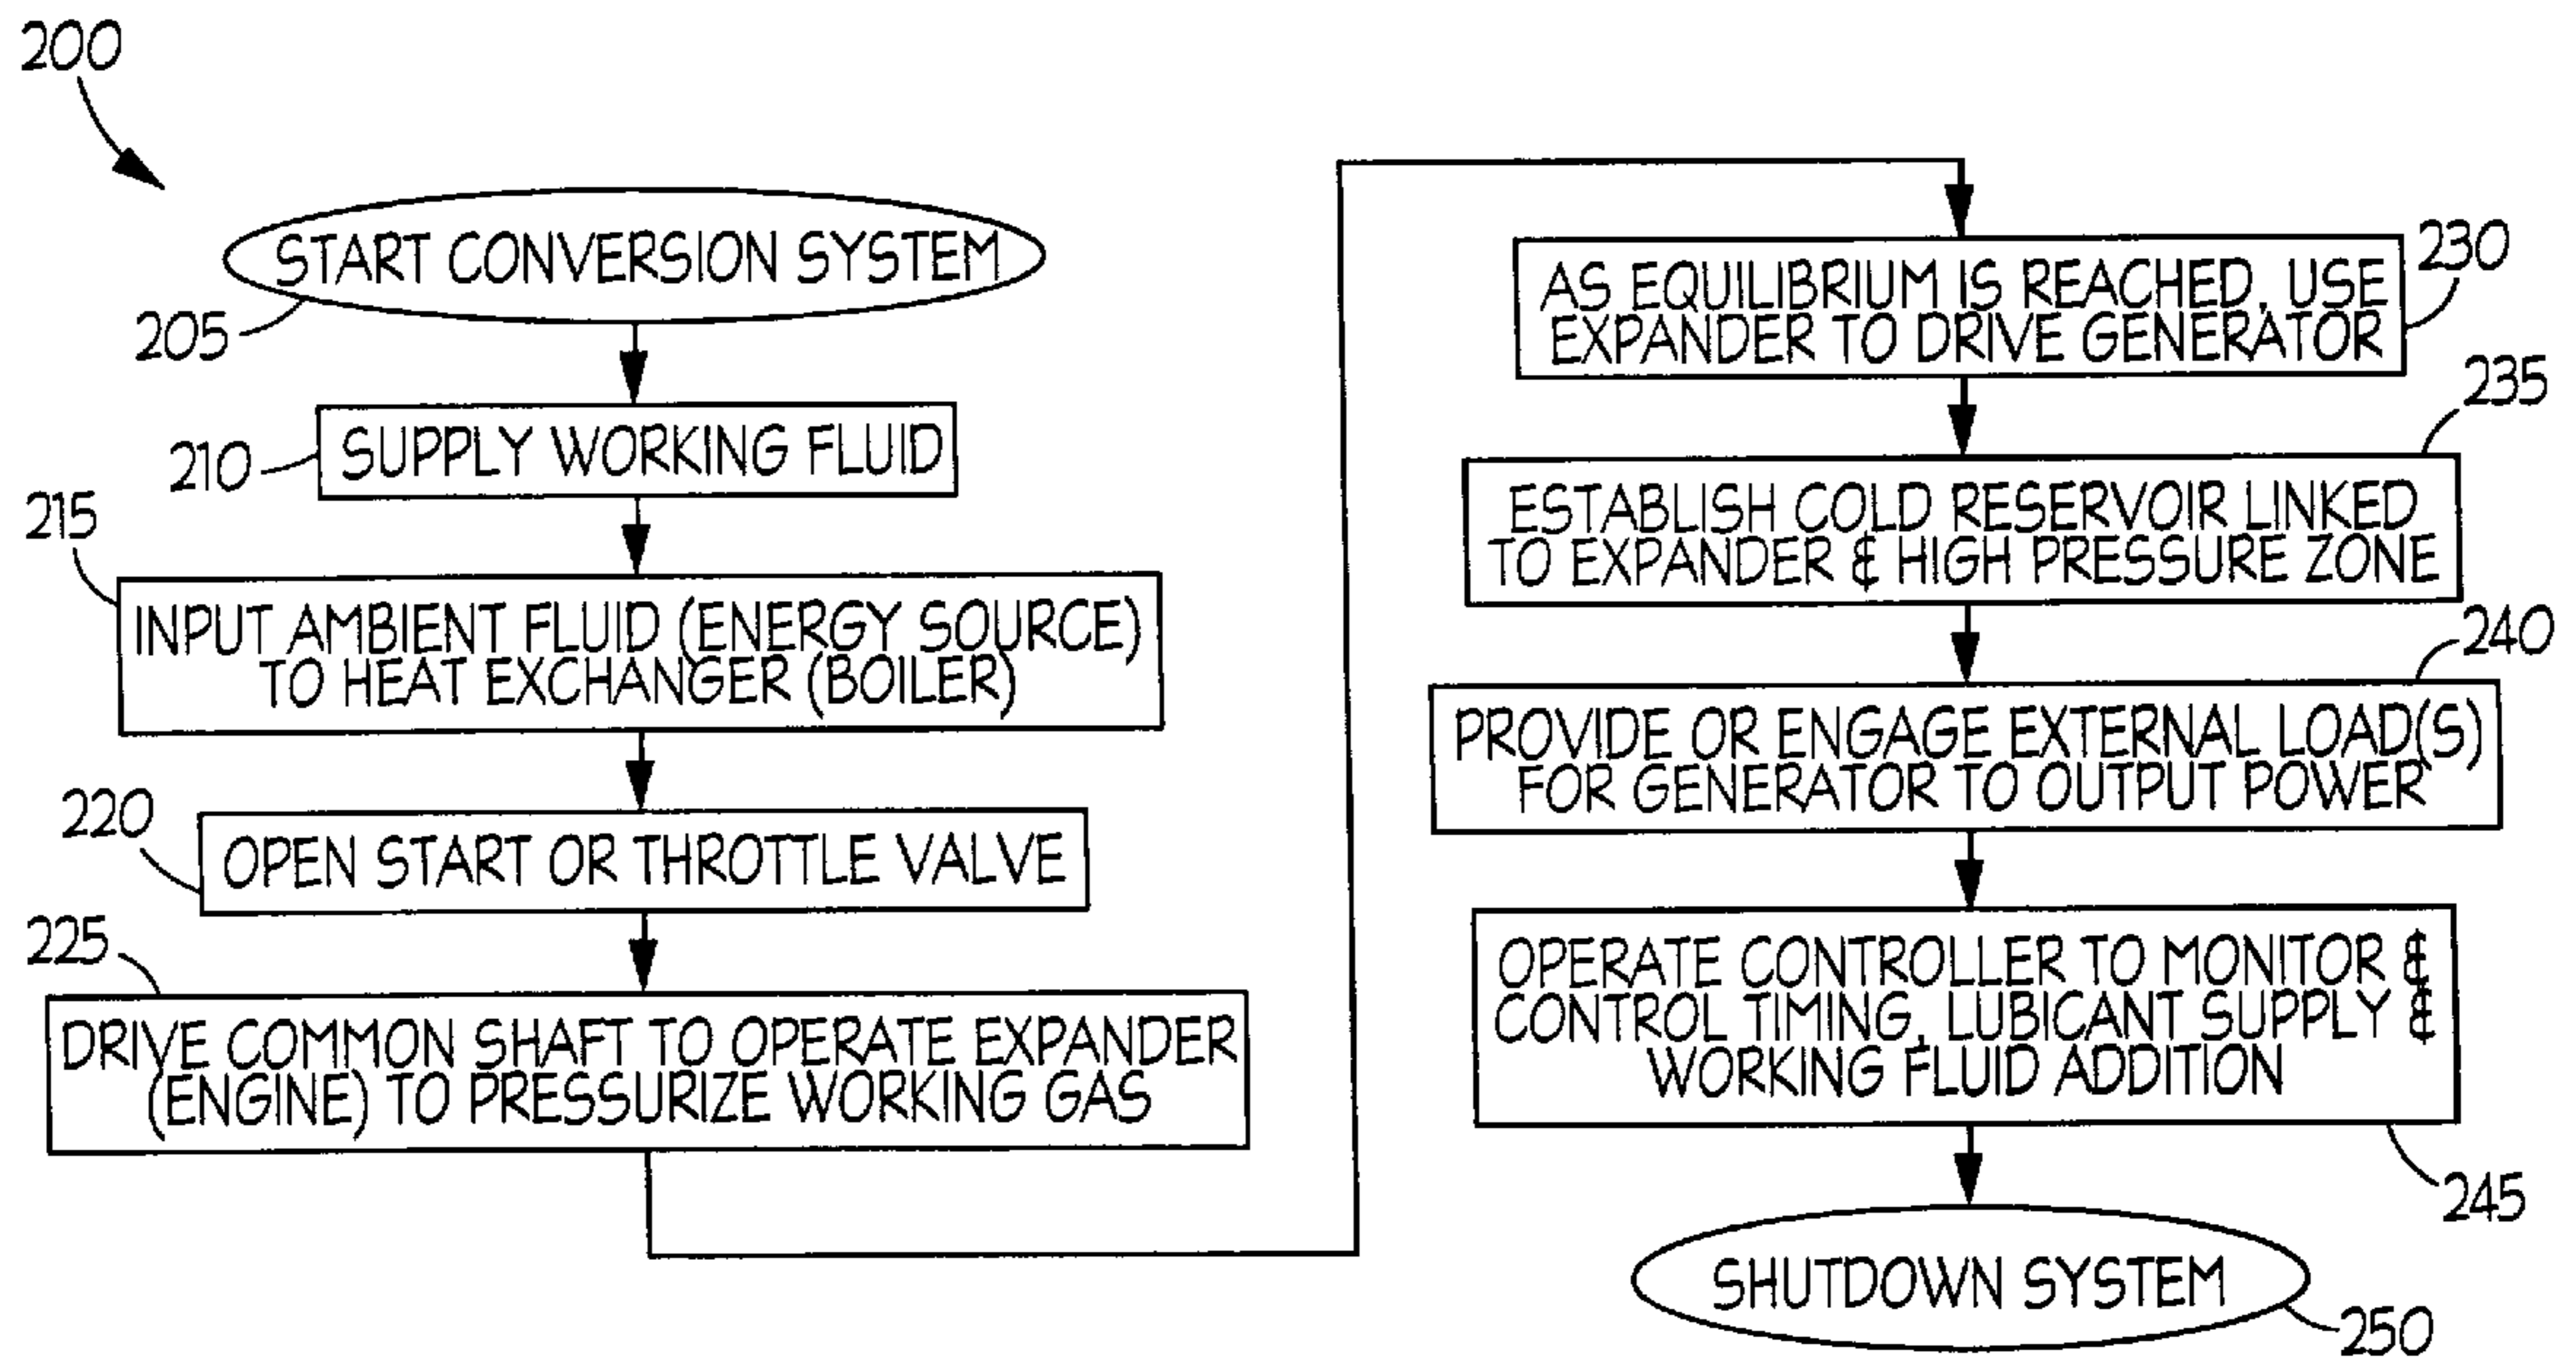 200
START CONVERSION SYSTEM
205
SUPPLY WORKING FLUID
210
215
INPUT AMBIENT FLUID (ENERGY SOURCE)
TO HEAT EXCHANGER (BOILER)
220
OPEN START OR THROTTLE VALVE
225
DRIVE COMMON SHAFT TO OPERATE EXPANDER
(ENGINE) TO PRESSURIZE WORKING GAS
230
AS EQUILIBRIUM IS REACHED, USE
EXPANDER TO DRIVE GENERATOR
235
ESTABLISH COLD RESERVOIR LINKED
TO EXPANDER & HIGH PRESSURE ZONE
240
PROVIDE OR ENGAGE EXTERNAL LOAD(S)
FOR GENERATOR TO OUTPUT POWER
OPERATE CONTROLLER TO MONITOR &
CONTROL TIMING, LUBICANT SUPPLY &
WORKING FLUID ADDITION
245
SHUTDOWN SYSTEM
250